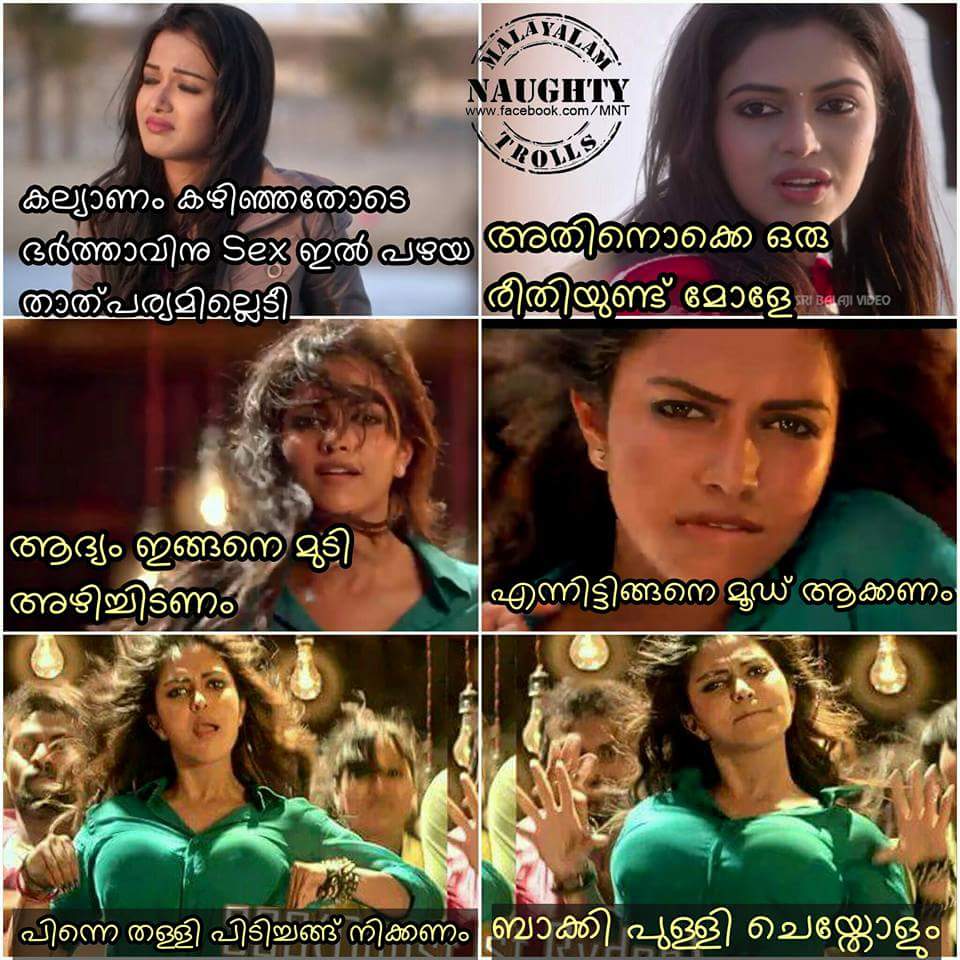 കല്യാണം കഴിഞ്ഞതോടെ
ഭർത്താവിനു Sex ഇൽ പഴയ
താത്പര്യമില്ലെടീ
MALAYALAM
NAUGHTY
www.facebook.com/MNT
TROLLS
അതിനൊക്കെ ഒരു
രീതിയുണ്ട് മോളേ
SRI BALAJI VIDEO
ആദ്യം ഇങ്ങനെ മുടി
അഴിച്ചിടണം
എന്നിട്ടിങ്ങനെ മൂഡ് ആക്കണം
പിന്നെ തള്ളി പിടിച്ചങ്ങ് നിക്കണം
ബാക്കി പുള്ളി ചെയ്തോളും